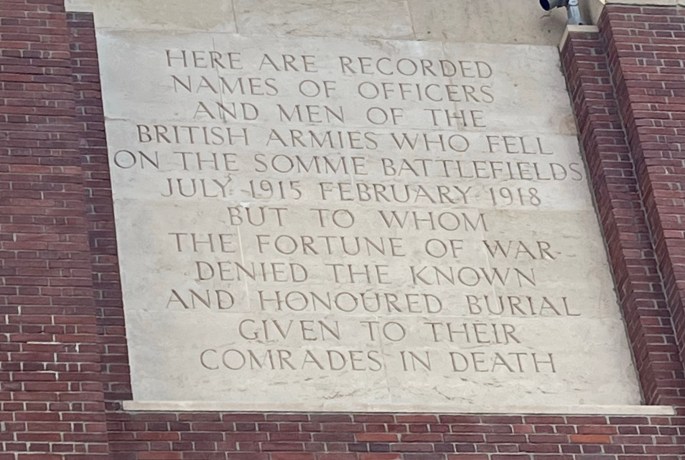 HERE ARE RECORDED
NAMES OF OFFICERS
AND MEN OF THE
BRITISH ARMIES WHO FELL
ON THE SOMME BATTLEFIELDS
JULY 1915 FEBRUARY 1918
BUT TO WHOM
THE FORTUNE OF WAR
DENIED THE KNOWN
AND HONOURED BURIAL
GIVEN TO THEIR
COMRADES IN DEATH